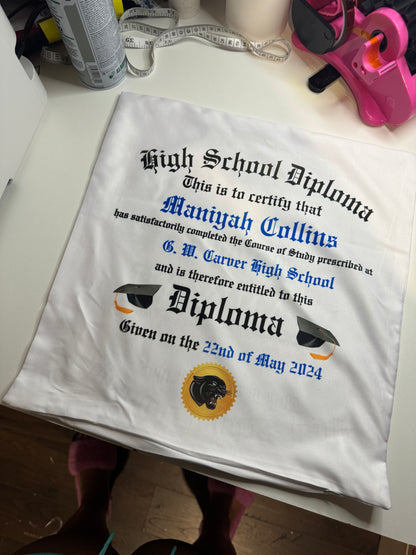 High School Diploma
This is to certify that
Maniyah Collins
has satisfactorily completed the Course of Study prescribed at
G. W. Carver High School
and is therefore entitled to this
Diploma
Given on the 22nd of May 2024